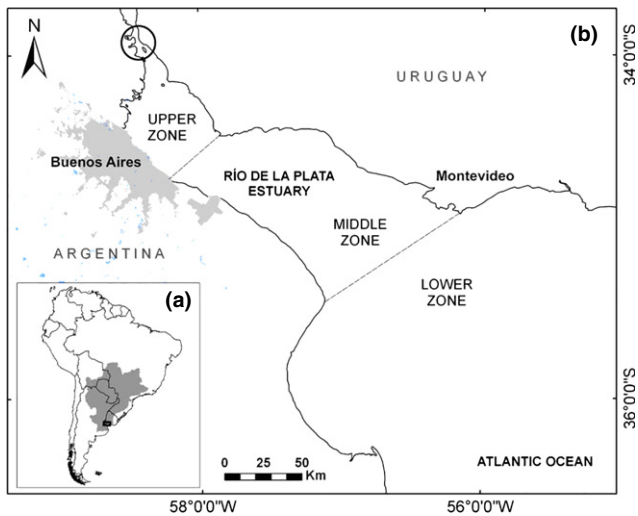 N
(b)
34°0'0"S
URUGUAY
UPPER
ZONE
Buenos Aires
RÍO DE LA PLATA
ESTUARY
Montevideo
MIDDLE
ZONE
ARGENTINA
LOWER
ZONE
(a)
36°0'0"S
0 25 50
Km
ATLANTIC OCEAN
58°0'0"W
56°0'0"W